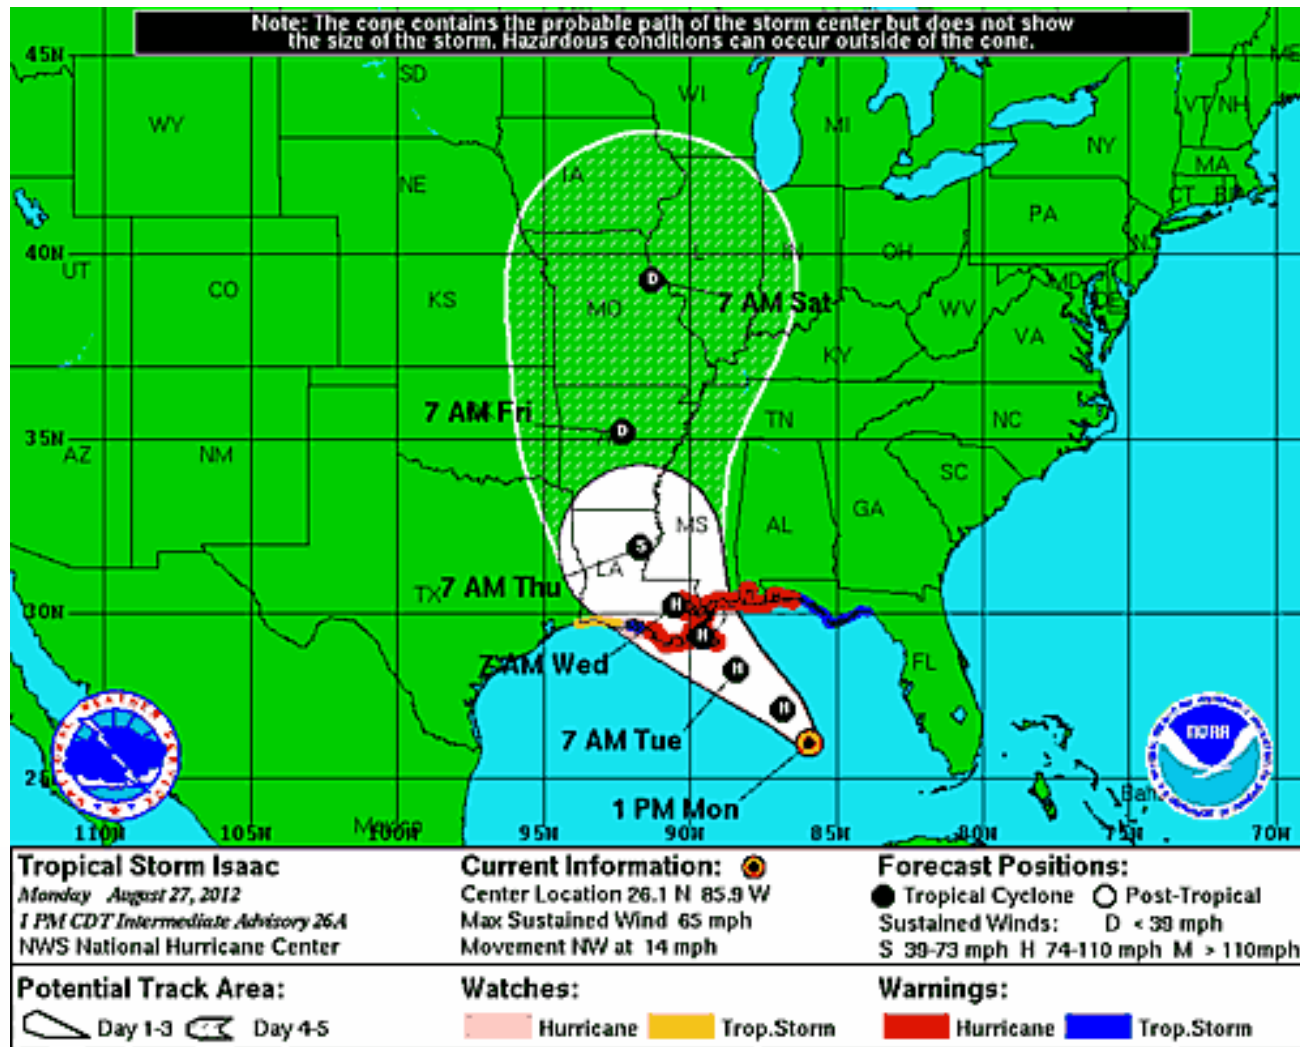 Note: The cone contains the probable path of the storm center but does not show
the size of the storm. Hazardous conditions can occur outside of the cone.
45N
ME
SD
WI
VT NH
WY
MI
NY
MA
IA
NE
CT
PA
40N
UT
IN
OH
CO
MD
KS
DE
MO
7 AM Sat
WV
VA
KY
7 AM Fri
TN
NC
35N
AZ
NM
SC
MS
AL
GA
LA
7 AM Thu
TX
30N
7 AM Wed
FL
7 AM Tue
NOAA
1 PM Mon
Mexico
110W 105W 100W 95W 90W 85W 80W 75W 70W
Tropical Storm Isaac
Monday August 27, 2012
1 PM CDT Intermediate Advisory 26A
NWS National Hurricane Center
Current Information:
Center Location 26.1 N 85.9 W
Max Sustained Wind 65 mph
Movement NW at 14 mph
Forecast Positions:
Tropical Cyclone Post-Tropical
Sustained Winds: D < 39 mph
S 39-73 mph H 74-110 mph M > 110mph
Potential Track Area:
Day 1-3 Day 4-5
Watches:
Hurricane Trop.Storm
Warnings:
Hurricane Trop.Storm